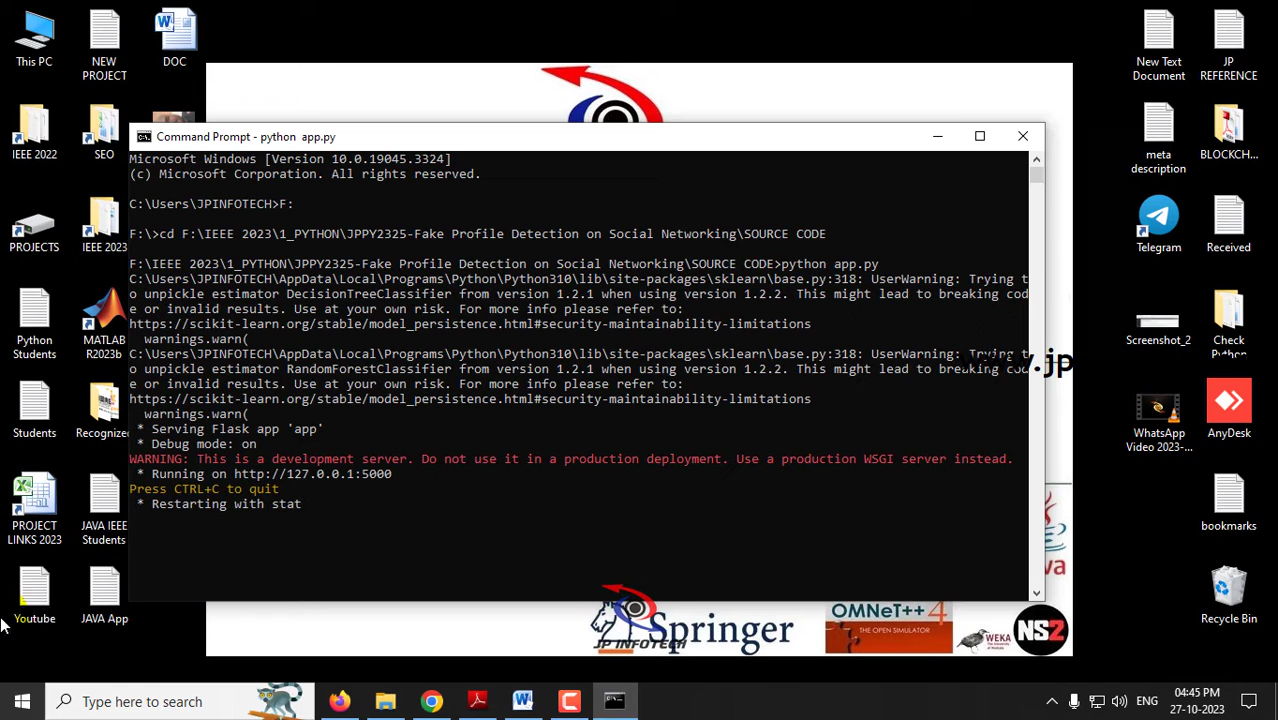 This PC
NEW
PROJECT
DOC
IEEE 2022
SEO
PROJECTS
IEEE 2023
Python
Students
MATLAB
R2023b
Students
Recognized
PROJECT
LINKS 2023
JAVA IEEE
Students
Youtube
JAVA App
Command Prompt - python  app.py
Microsoft Windows [Version 10.0.19045.3324]
(c) Microsoft Corporation. All rights reserved.
C:\Users\JPINFOTECH>F:
F:\>cd F:\IEEE 2023\1_PYTHON\JPPY2325-Fake Profile Detection on Social Networking\SOURCE CODE
F:\IEEE 2023\1_PYTHON\JPPY2325-Fake Profile Detection on Social Networking\SOURCE CODE>python app.py
C:\Users\JPINFOTECH\AppData\Local\Programs\Python\Python310\lib\site-packages\sklearn\base.py:318: UserWarning: Trying t
o unpickle estimator DecisionTreeClassifier from version 1.2.1 when using version 1.2.2. This might lead to breaking cod
e or invalid results. Use at your own risk. For more info please refer to:
https://scikit-learn.org/stable/model_persistence.html#security-maintainability-limitations
warnings.warn(
C:\Users\JPINFOTECH\AppData\Local\Programs\Python\Python310\lib\site-packages\sklearn\base.py:318: UserWarning: Trying t
o unpickle estimator RandomForestClassifier from version 1.2.1 when using version 1.2.2. This might lead to breaking cod
e or invalid results. Use at your own risk. For more info please refer to:
https://scikit-learn.org/stable/model_persistence.html#security-maintainability-limitations
warnings.warn(
* Serving Flask app 'app'
* Debug mode: on
WARNING: This is a development server. Do not use it in a production deployment. Use a production WSGI server instead.
* Running on http://127.0.0.1:5000
Press CTRL+C to quit
* Restarting with stat
.jp
va
JP INFOTECH
Springer
OMNeT++ 4
THE OPEN SIMULATOR
WEKA
NS2
New Text
Document
JP
REFERENCE
meta
description
BLOCKCH...
Telegram
Received
Screenshot_2
Check
Python
WhatsApp
Video 2023-...
AnyDesk
bookmarks
Recycle Bin
Type here to search
ENG
04:45 PM
27-10-2023